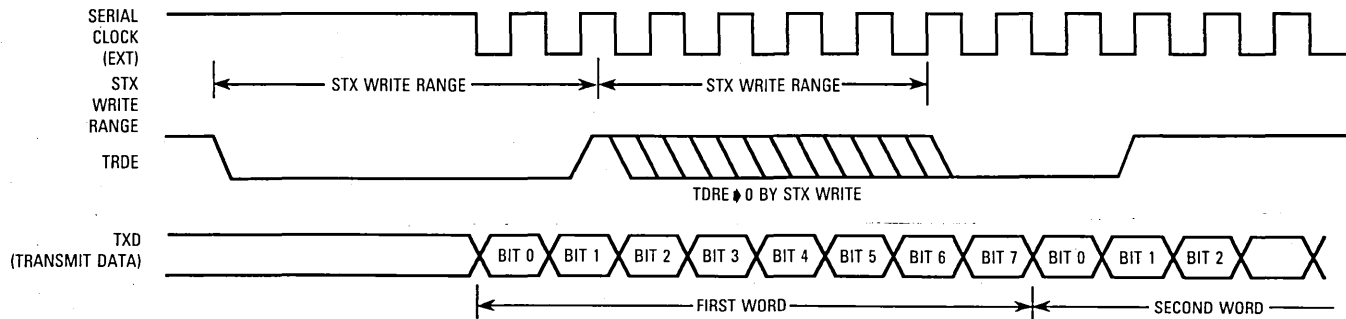 SERIAL
CLOCK
(EXT)
STX
WRITE
RANGE
STX WRITE RANGE STX WRITE RANGE
TRDE
TDRE ➧ 0 BY STX WRITE
TXD
(TRANSMIT DATA)
BIT 0 BIT 1 BIT 2 BIT 3 BIT 4 BIT 5 BIT 6 BIT 7 BIT 0 BIT 1 BIT 2
FIRST WORD SECOND WORD